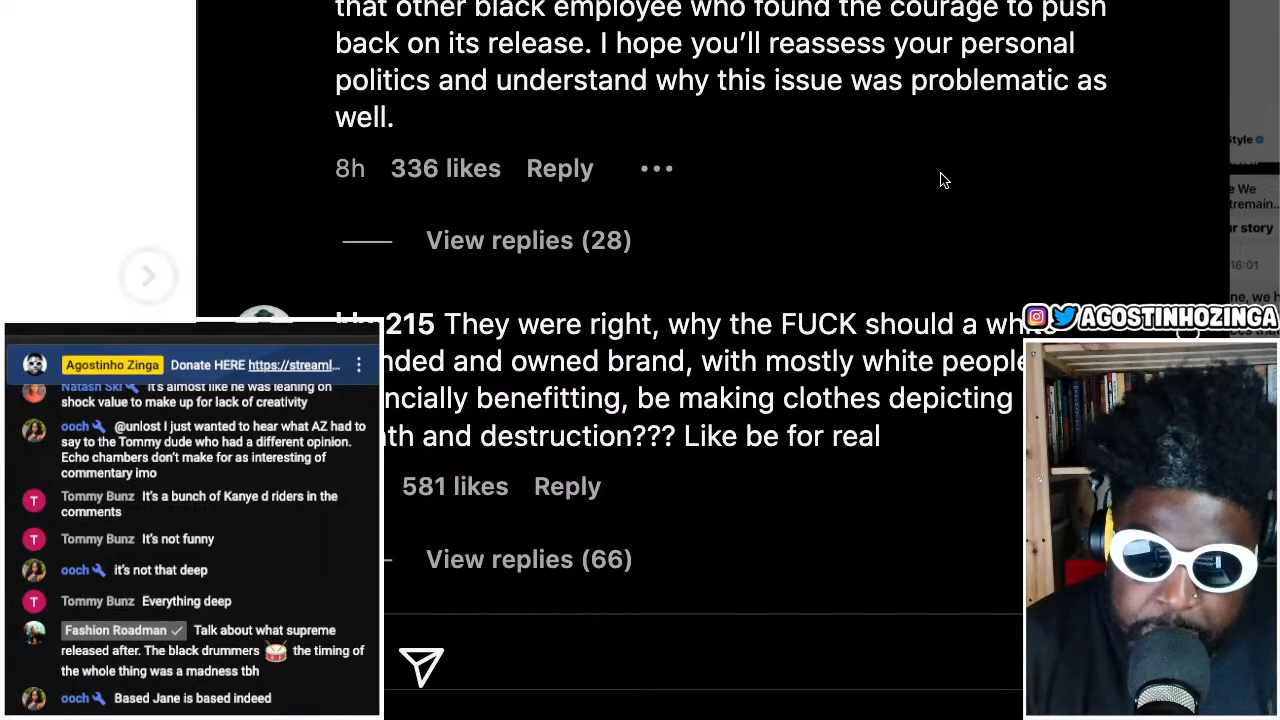 that other black employee who found the courage to push
back on its release. I hope you'll reassess your personal
politics and understand why this issue was problematic as
well.
8h 336 likes Reply •••
View replies (28)
215 They were right, why the FUCK should a white
nded and owned brand, with mostly white people
ncially benefitting, be making clothes depicting
th and destruction??? Like be for real
581 likes Reply
View replies (66)
Style
e We
tremain...
r story
16:01
ne, we h
AGOSTINHOZINGA
Agostinho Zinga Donate HERE https://streaml...
Natash Ski It's almost like he was leaning on
shock value to make up for lack of creativity
ooch @unlost I just wanted to hear what AZ had to
say to the Tommy dude who had a different opinion.
Echo chambers don't make for as interesting of
commentary imo
Tommy Bunz It's a bunch of Kanye d riders in the
comments
Tommy Bunz It's not funny
ooch it's not that deep
Tommy Bunz Everything deep
Fashion Roadman ✓ Talk about what supreme
released after. The black drummers 🥁 the timing of
the whole thing was a madness tbh
ooch Based Jane is based indeed